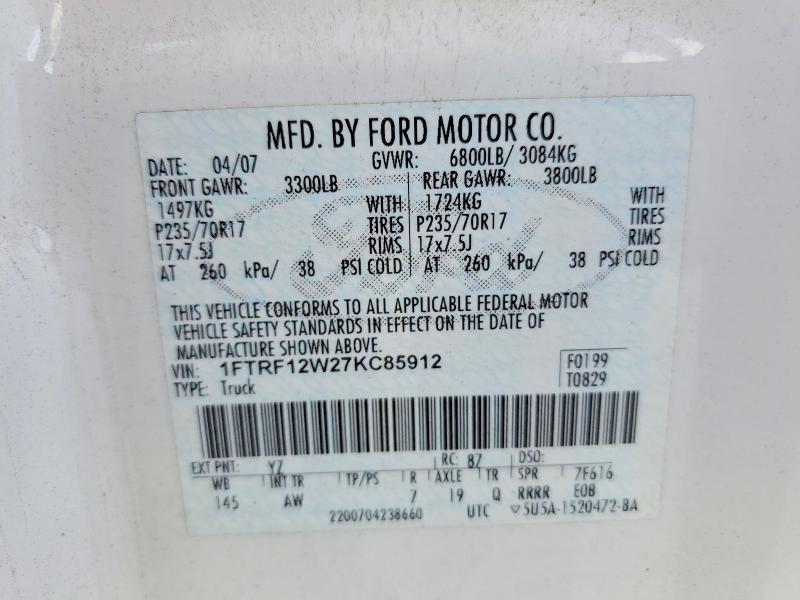 MFD. BY FORD MOTOR CO.
DATE: 04/07 GVWR: 6800LB/ 3084KG
FRONT GAWR: 3300LB REAR GAWR: 3800LB
1497KG WITH 1724KG WITH
P235/70R17 TIRES P235/70R17 TIRES
17x7.5J RIMS 17x7.5J RIMS
AT 260 kPa/ 38 PSI COLD AT 260 kPa/ 38 PSI COLD
THIS VEHICLE CONFORMS TO ALL APPLICABLE FEDERAL MOTOR
VEHICLE SAFETY STANDARDS IN EFFECT ON THE DATE OF
MANUFACTURE SHOWN ABOVE.
VIN: 1FTRF12W27KC85912 F0199
TYPE: Truck T0829
EXT PNT: YZ RC: 87 DSO:
WB INT TR TP/PS R AXLE TR SPR 7F616
145 AW 7 19 Q RRRR EOB
2200704238660 UTC ▽5U5A-1520472-BA
Ford